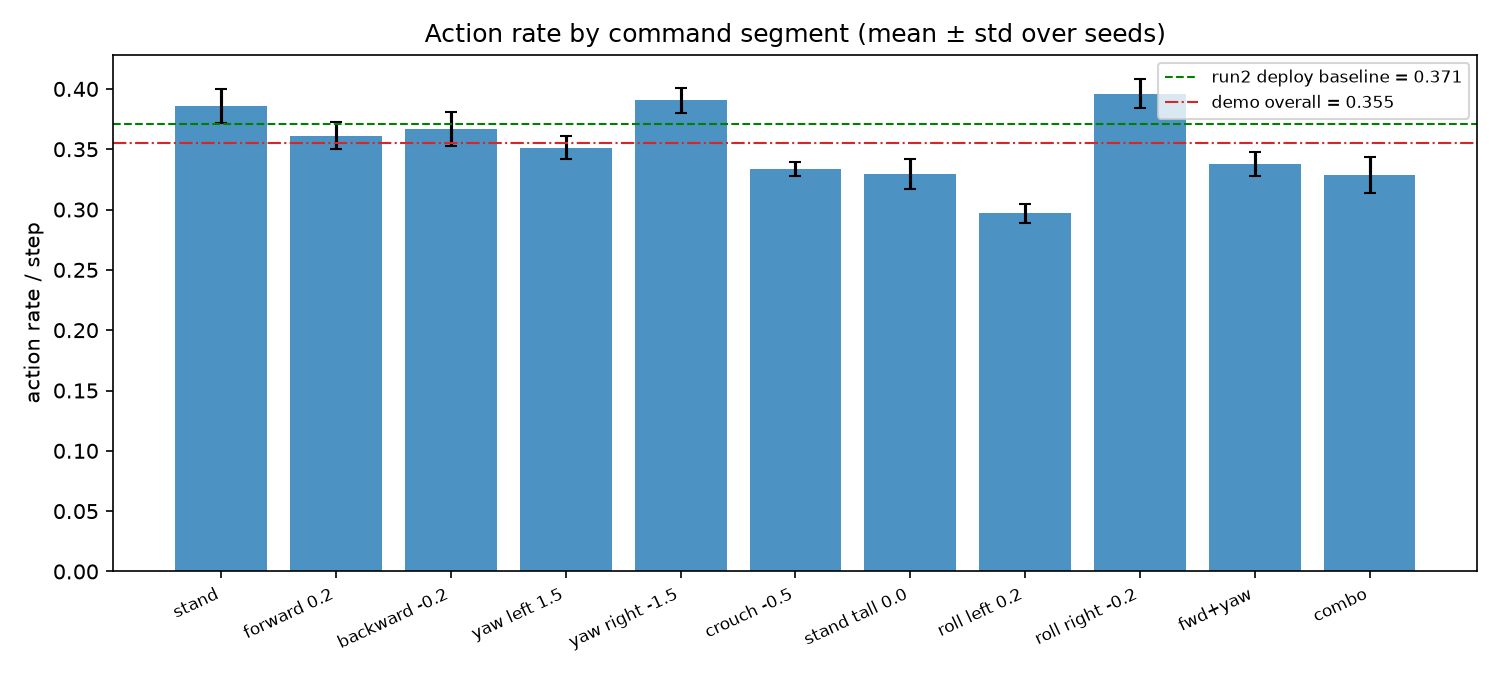 Action rate by command segment (mean ± std over seeds)
run2 deploy baseline = 0.371
demo overall = 0.355
action rate / step
0.40
0.35
0.30
0.25
0.20
0.15
0.10
0.05
0.00
stand
forward 0.2
backward -0.2
yaw left 1.5
yaw right -1.5
crouch -0.5
stand tall 0.0
roll left 0.2
roll right -0.2
fwd+yaw
combo